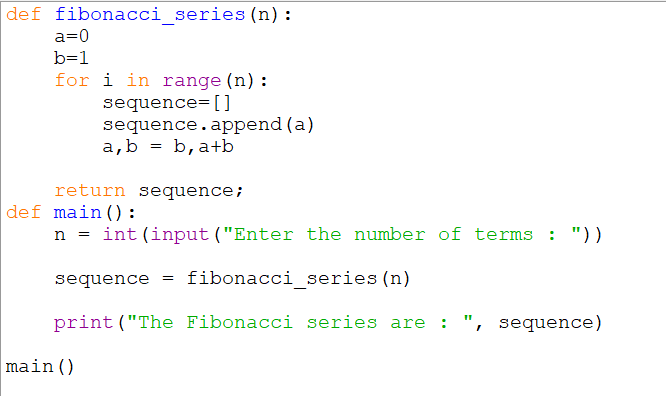 def fibonacci_series(n):
    a=0
    b=1
    for i in range(n):
        sequence=[]
        sequence.append(a)
        a,b = b,a+b
    return sequence;
def main():
    n = int(input("Enter the number of terms : "))
    sequence = fibonacci_series(n)
    print("The Fibonacci series are : ", sequence)
main()